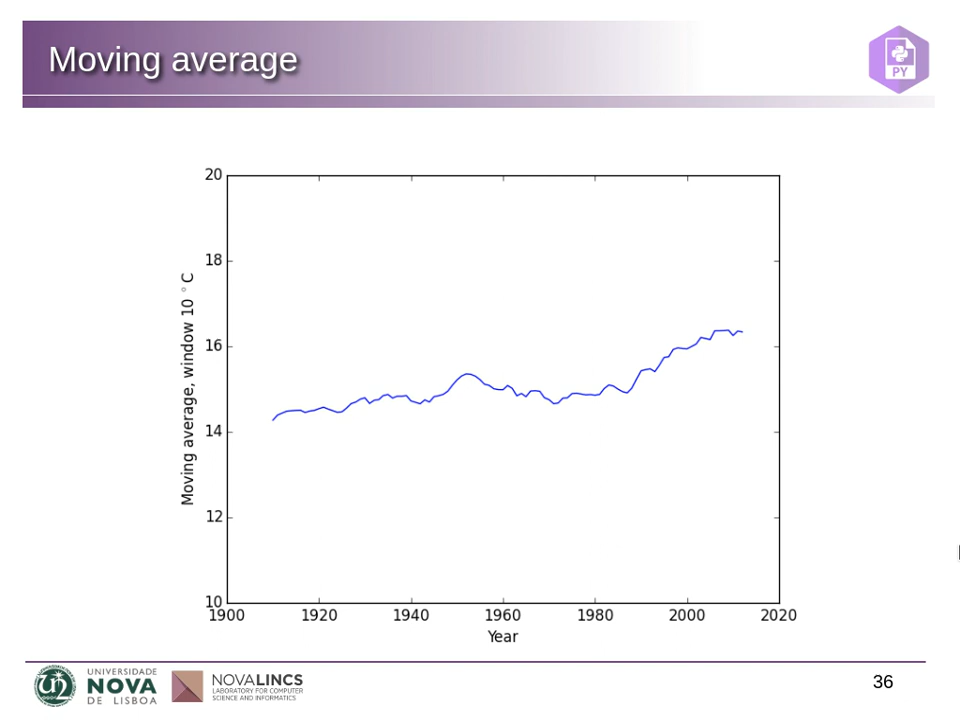 Moving average
PY
20
18
16
14
12
10
Moving average, window 10 ° C
1900 1920 1940 1960 1980 2000 2020
Year
UNIVERSIDADE
NOVA
DE LISBOA
NOVALINCS
LABORATORY FOR COMPUTER
SCIENCE AND INFORMATICS
36